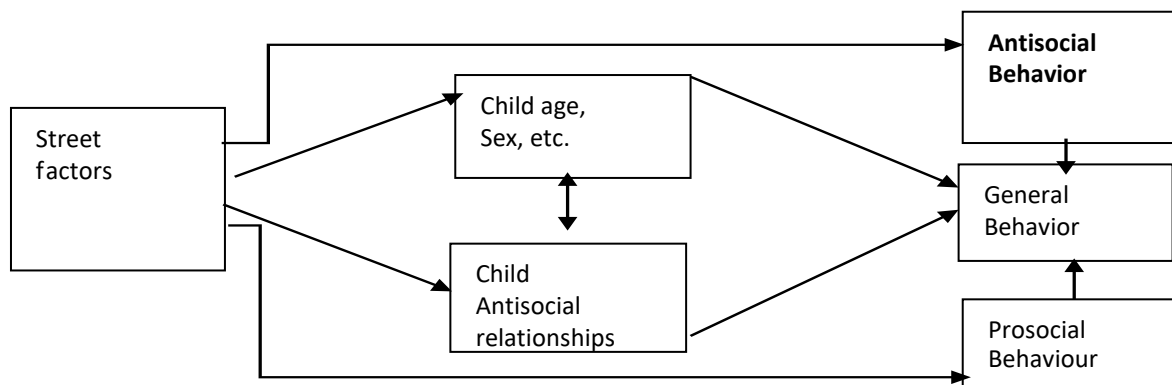 Street
factors
Child age,
Sex, etc.
Child
Antisocial
relationships
Antisocial
Behavior
General
Behavior
Prosocial
Behaviour